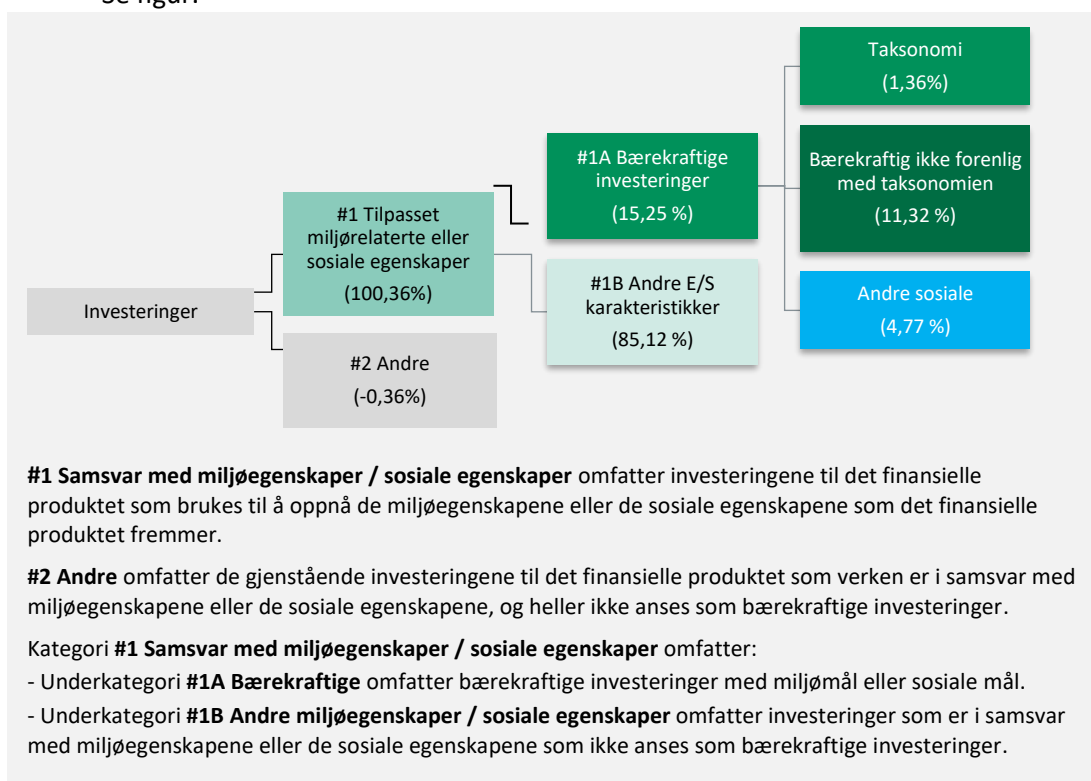 Se figur:
Taksonomi
(1,36%)
#1A Bærekraftige
investeringer
(15,25 %)
Bærekraftig ikke forenlig
med taksonomien
(11,32 %)
#1 Tilpasset
miljørelaterte eller
sosiale egenskaper
(100,36%)
Investeringer
#1B Andre E/S
karakteristikker
(85,12 %)
Andre sosiale
(4,77 %)
#2 Andre
(-0,36%)
#1 Samsvar med miljøegenskaper / sosiale egenskaper omfatter investeringene til det finansielle
produktet som brukes til å oppnå de miljøegenskapene eller de sosiale egenskapene som det finansielle
produktet fremmer.
#2 Andre omfatter de gjenstående investeringene til det finansielle produktet som verken er i samsvar med
miljøegenskapene eller de sosiale egenskapene, og heller ikke anses som bærekraftige investeringer.
Kategori #1 Samsvar med miljøegenskaper / sosiale egenskaper omfatter:
- Underkategori #1A Bærekraftige omfatter bærekraftige investeringer med miljømål eller sosiale mål.
- Underkategori #1B Andre miljøegenskaper / sosiale egenskaper omfatter investeringer som er i samsvar
med miljøegenskapene eller de sosiale egenskapene som ikke anses som bærekraftige investeringer.